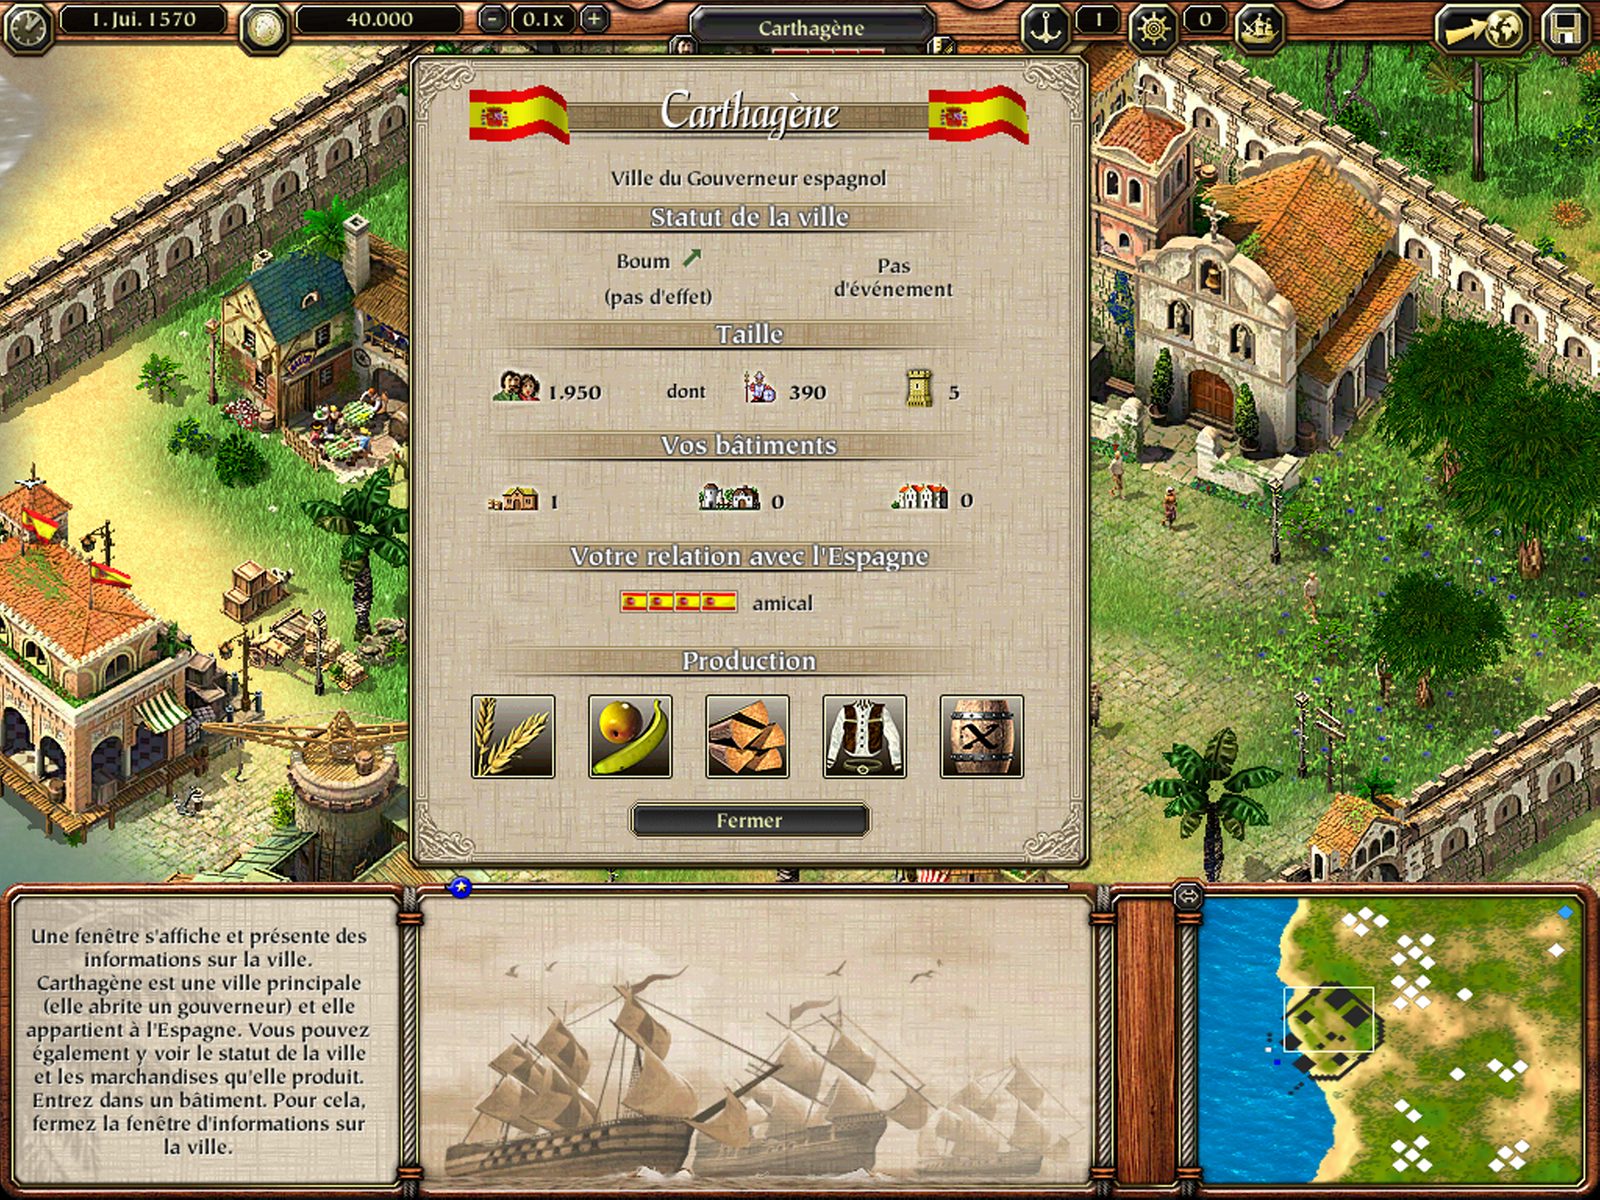 1. Jui. 1570
40.000
0.1x
Carthagène
1
0
Carthagène
Ville du Gouverneur espagnol
Statut de la ville
Boum
(pas d'effet)
Pas
d'événement
Taille
1.950
dont
390
5
Vos bâtiments
1
0
0
Votre relation avec l'Espagne
amical
Production
Fermer
Une fenêtre s'affiche et présente des
informations sur la ville.
Carthagène est une ville principale
(elle abrite un gouverneur) et elle
appartient à l'Espagne. Vous pouvez
également y voir le statut de la ville
et les marchandises qu'elle produit.
Entrez dans un bâtiment. Pour cela,
fermez la fenêtre d'informations sur
la ville.